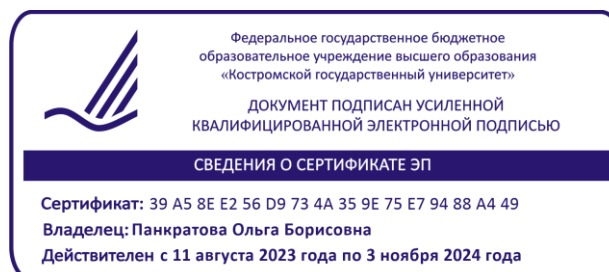 Федеральное государственное бюджетное
образовательное учреждение высшего образования
«Костромской государственный университет»
ДОКУМЕНТ ПОДПИСАН УСИЛЕННОЙ
КВАЛИФИЦИРОВАННОЙ ЭЛЕКТРОННОЙ ПОДПИСЬЮ
СВЕДЕНИЯ О СЕРТИФИКАТЕ ЭП
Сертификат: 39 A5 8E E2 56 D9 73 4A 35 9E 75 E7 94 88 A4 49
Владелец: Панкратова Ольга Борисовна
Действителен с 11 августа 2023 года по 3 ноября 2024 года